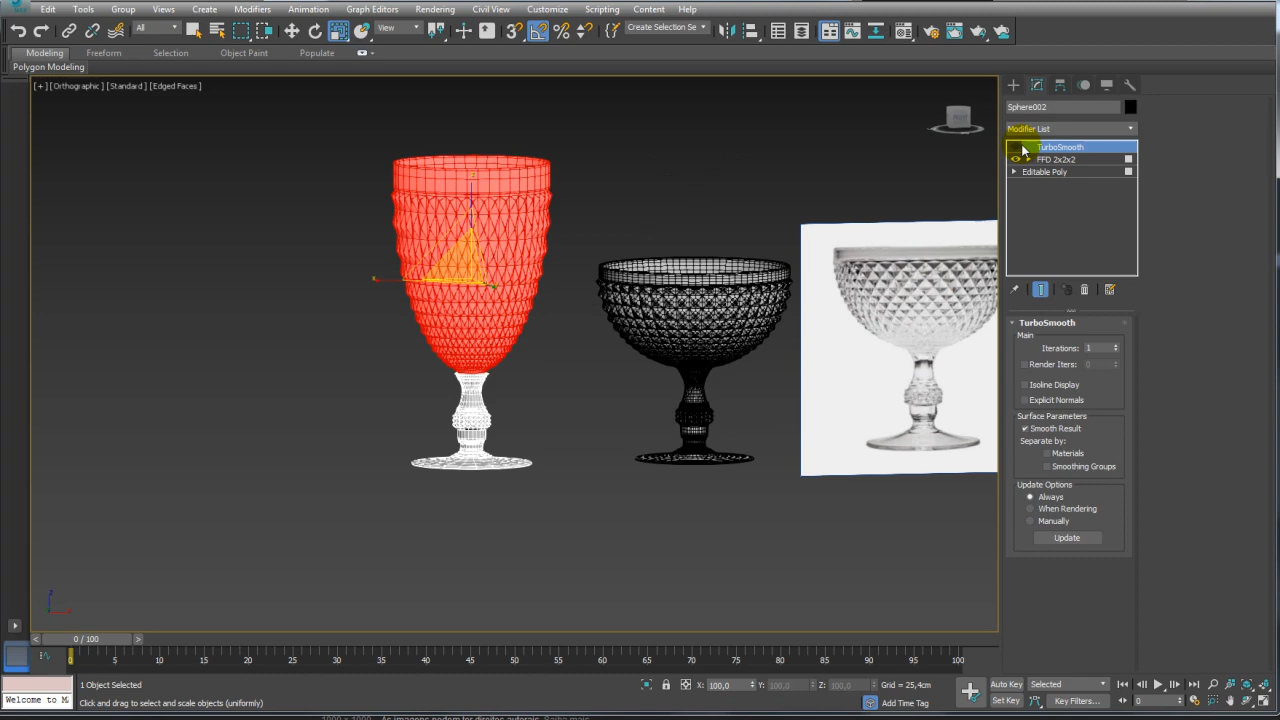 Edit Tools Group Views Create Modifiers Animation Graph Editors Rendering Civil View Customize Scripting Content Help
All View Create Selection Se
Modeling Freeform Selection Object Paint Populate
Polygon Modeling
[+] [Orthographic] [Standard] [Edged Faces]
Sphere002
Modifier List
TurboSmooth
FFD 2x2x2
Editable Poly
TurboSmooth
Main
Iterations: 1
Render Iters: 0
Isoline Display
Explicit Normals
Surface Parameters
Smooth Result
Separate by:
Materials
Smoothing Groups
Update Options
Always
When Rendering
Manually
Update
z
x
z
0 / 100
0 5 10 15 20 25 30 35 40 45 50 55 60 65 70 75 80 85 90 95 100
1 Object Selected X: 100,0 Y: 100,0 Z: 100,0 Grid = 25,4cm Auto Key Selected
Welcome to M Click and drag to select and scale objects (uniformly) Add Time Tag Set Key Key Filters... 0